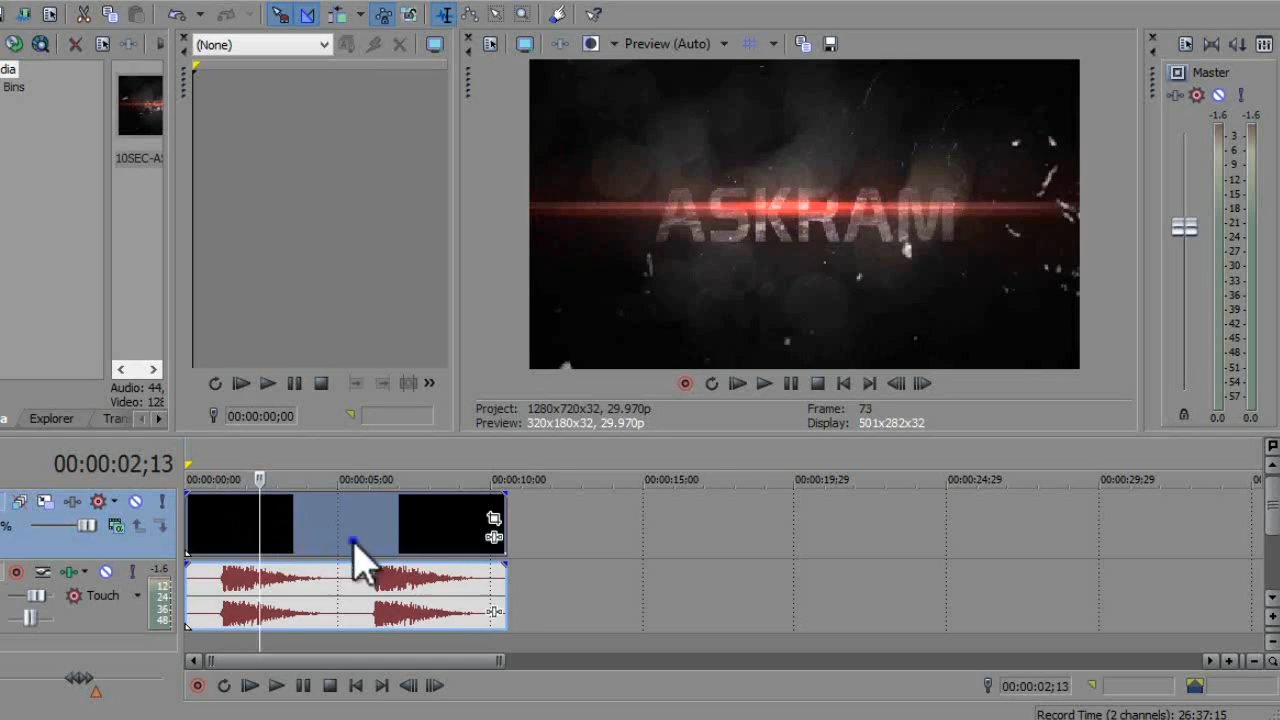 (None)
Preview (Auto)
Master
dia
Bins
-1.6 -1.6
3
6
9
12
15
18
21
24
27
30
33
36
39
42
45
48
51
54
57
0.0 0.0
ASKRAM
10SEC-AS
Audio: 44,
Video: 128
a Explorer Tran
00:00:00;00
Project: 1280x720x32, 29.970p
Preview: 320x180x32, 29.970p
Frame: 73
Display: 501x282x32
00:00:02;13
00:00:00;00 00:00:05;00 00:00:10;00 00:00:15;00 00:00:19;29 00:00:24;29 00:00:29;29 00
%
-1.6
12
24
36
48
Touch
00:00:02;13
Record Time (2 channels): 26:37:15